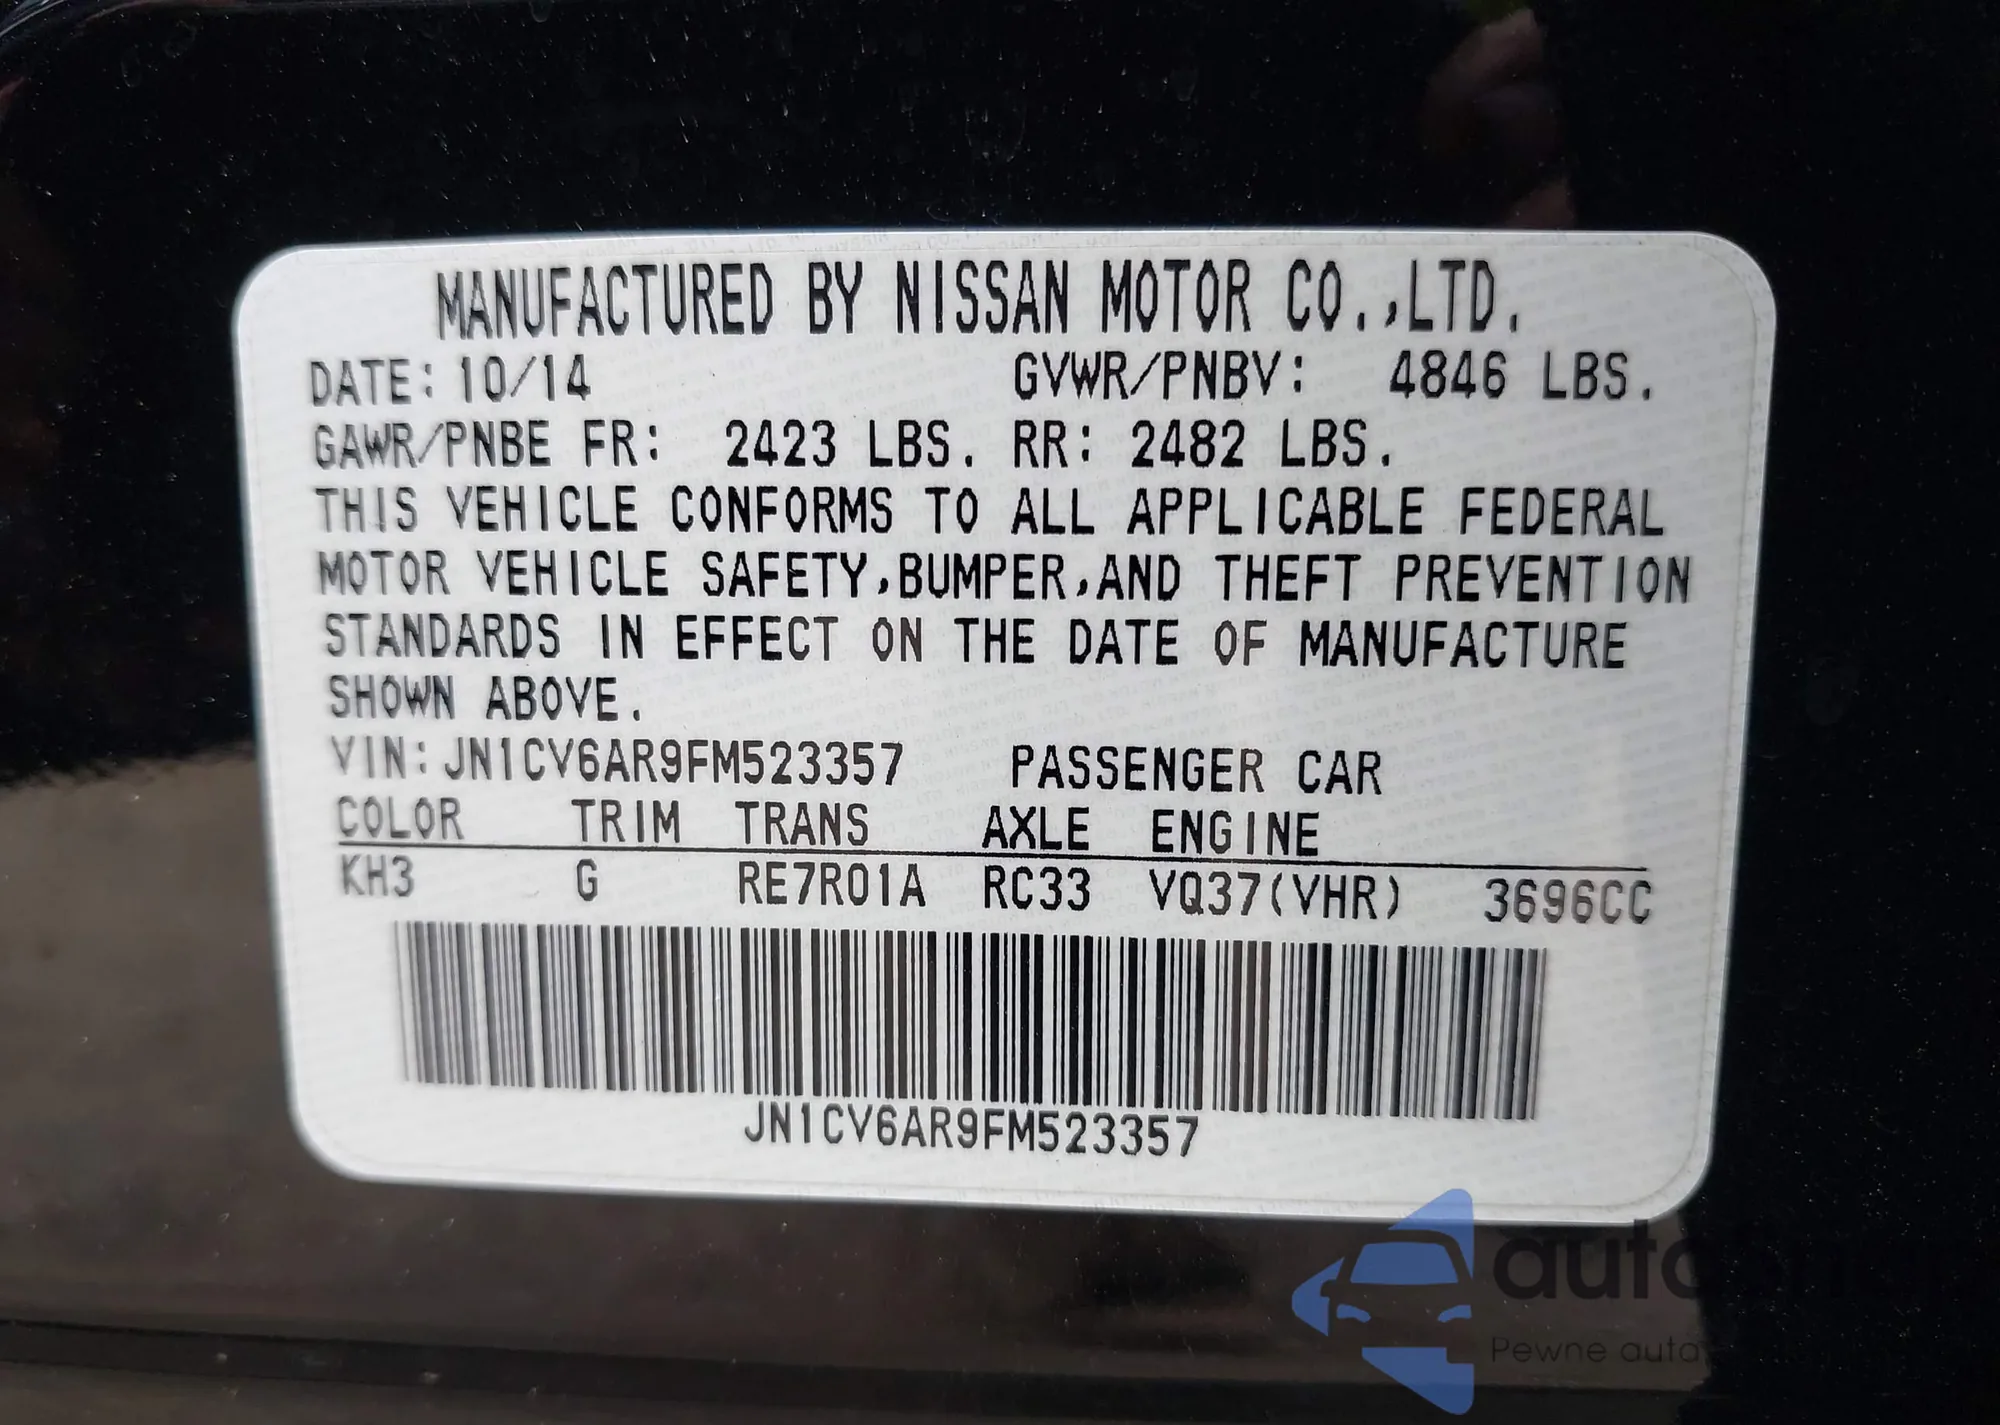 MANUFACTURED BY NISSAN MOTOR CO.,LTD.
DATE: 10/14 GVWR/PNBV: 4846 LBS.
GAWR/PNBE FR: 2423 LBS. RR: 2482 LBS.
THIS VEHICLE CONFORMS TO ALL APPLICABLE FEDERAL
MOTOR VEHICLE SAFETY,BUMPER,AND THEFT PREVENTION
STANDARDS IN EFFECT ON THE DATE OF MANUFACTURE
SHOWN ABOVE.
VIN:JN1CV6AR9FM523357 PASSENGER CAR
COLOR TRIM TRANS AXLE ENGINE
KH3 G RE7R01A RC33 VQ37(VHR) 3696CC
JN1CV6AR9FM523357
Pewne auta